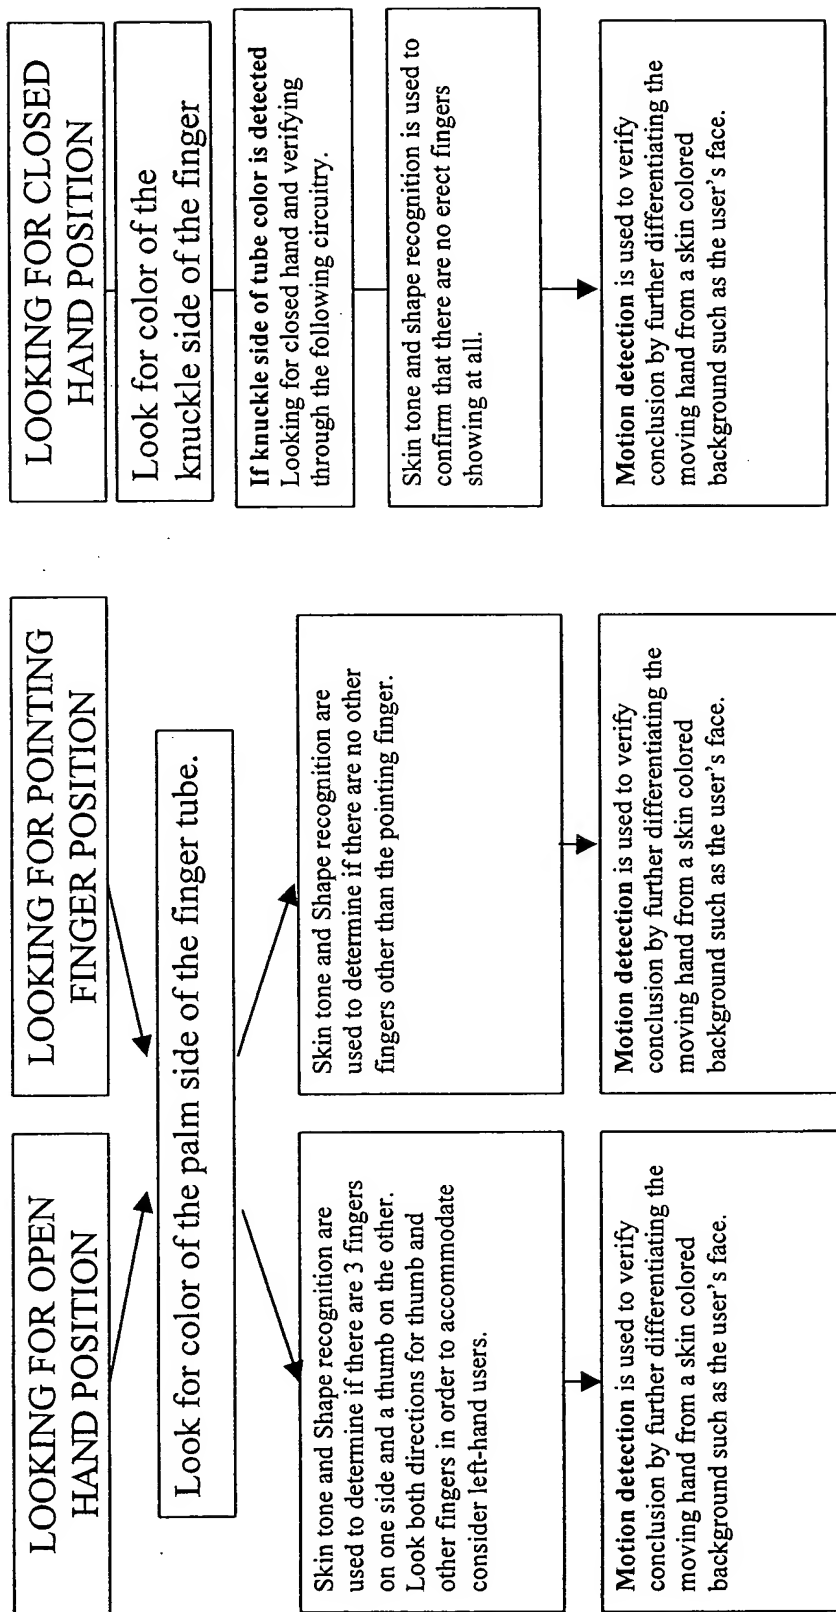 LOOKING FOR OPEN
HAND POSITION
LOOKING FOR POINTING
FINGER POSITION
Look for color of the palm side of the finger tube.
Skin tone and Shape recognition are
used to determine if there are 3 fingers
on one side and a thumb on the other.
Look both directions for thumb and
other fingers in order to accommodate
consider left-hand users.
Skin tone and Shape recognition are
used to determine if there are no other
fingers other than the pointing finger.
Motion detection is used to verify
conclusion by further differentiating the
moving hand from a skin colored
background such as the user's face.
Motion detection is used to verify
conclusion by further differentiating the
moving hand from a skin colored
background such as the user's face.
LOOKING FOR CLOSED
HAND POSITION
Look for color of the
knuckle side of the finger
If knuckle side of tube color is detected
Looking for closed hand and verifying
through the following circuitry.
Skin tone and shape recognition is used to
confirm that there are no erect fingers
showing at all.
Motion detection is used to verify
conclusion by further differentiating the
moving hand from a skin colored
background such as the user's face.